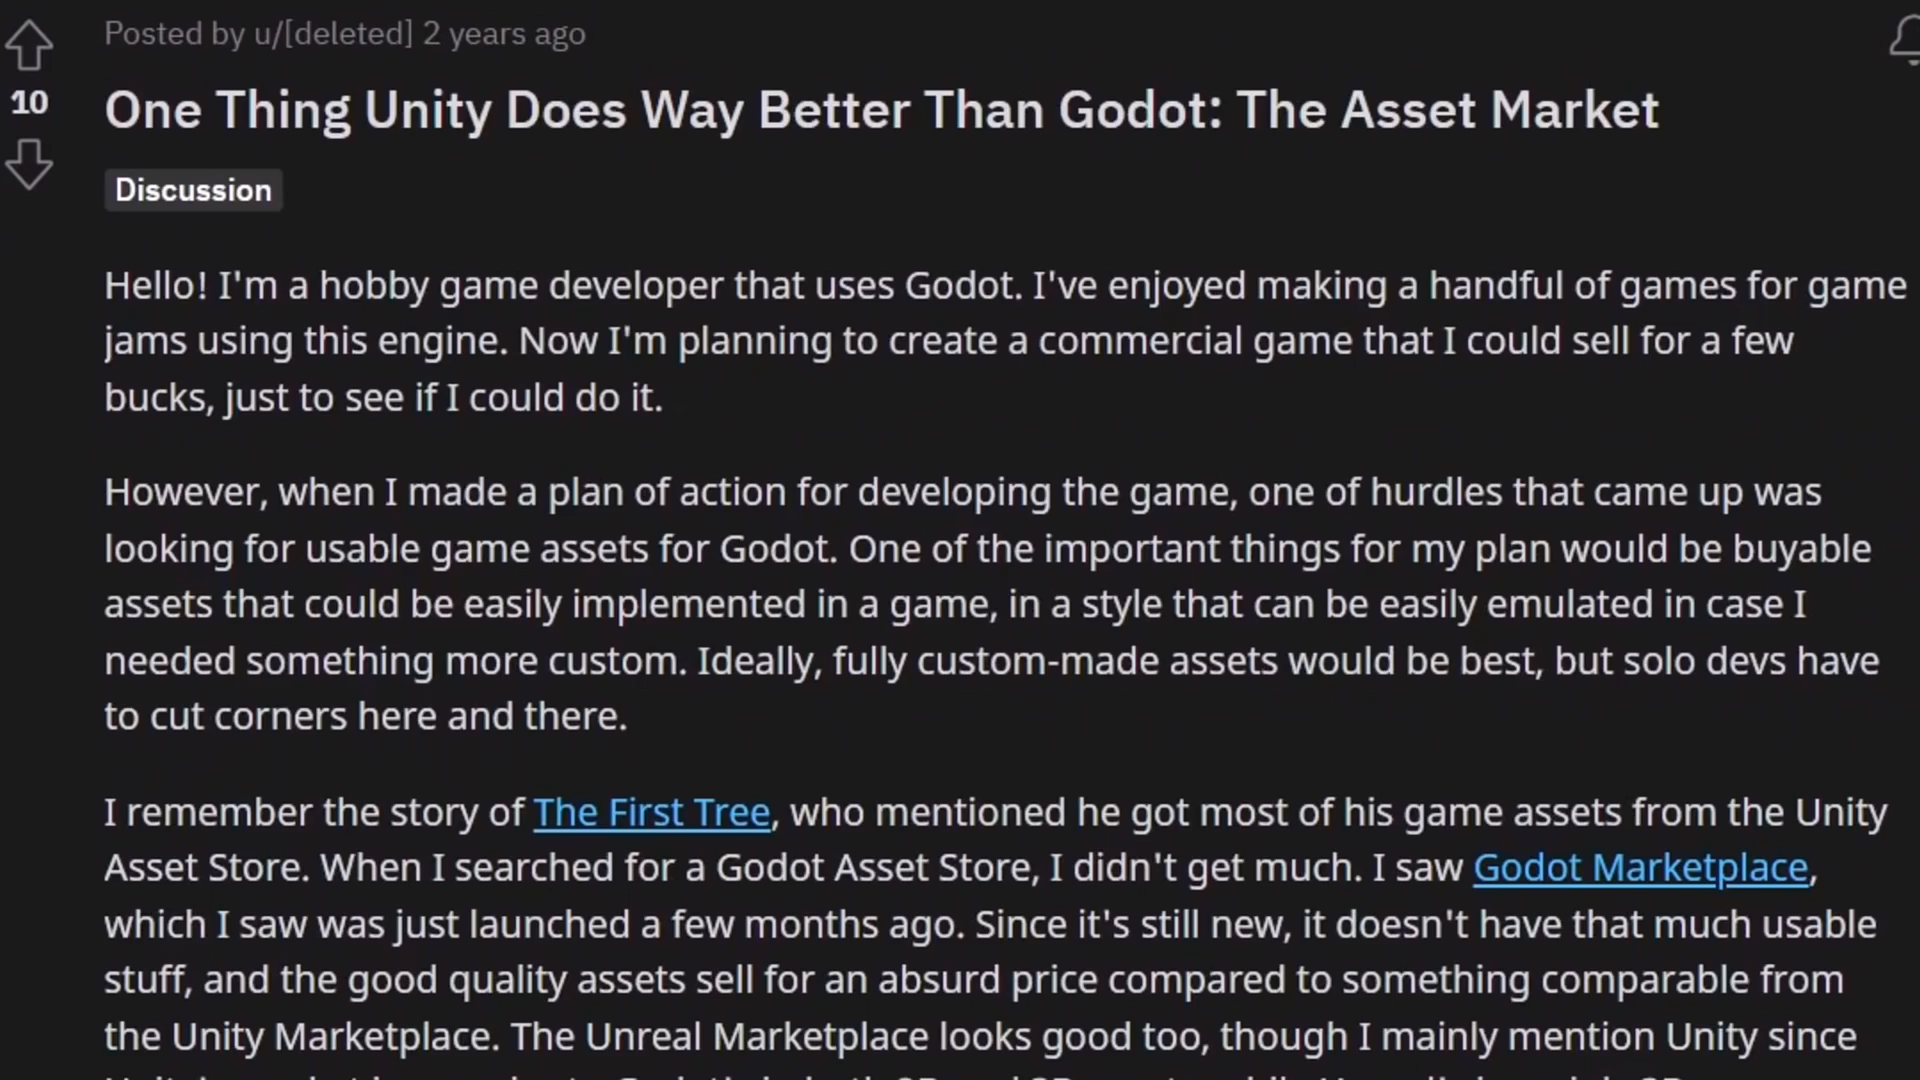 Posted by u/[deleted] 2 years ago
10
One Thing Unity Does Way Better Than Godot: The Asset Market
Discussion
Hello! I'm a hobby game developer that uses Godot. I've enjoyed making a handful of games for game
jams using this engine. Now I'm planning to create a commercial game that I could sell for a few
bucks, just to see if I could do it.
However, when I made a plan of action for developing the game, one of hurdles that came up was
looking for usable game assets for Godot. One of the important things for my plan would be buyable
assets that could be easily implemented in a game, in a style that can be easily emulated in case I
needed something more custom. Ideally, fully custom-made assets would be best, but solo devs have
to cut corners here and there.
I remember the story of The First Tree, who mentioned he got most of his game assets from the Unity
Asset Store. When I searched for a Godot Asset Store, I didn't get much. I saw Godot Marketplace,
which I saw was just launched a few months ago. Since it's still new, it doesn't have that much usable
stuff, and the good quality assets sell for an absurd price compared to something comparable from
the Unity Marketplace. The Unreal Marketplace looks good too, though I mainly mention Unity since